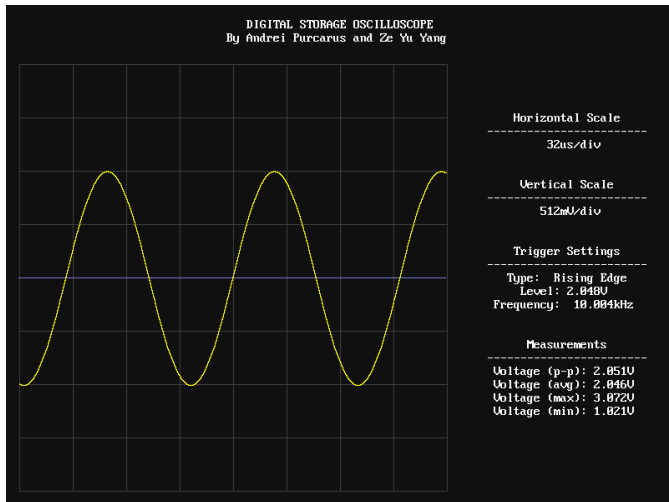 DIGITAL STORAGE OSCILLOSCOPE
By Andrei Purcarus and Ze Yu Yang
Horizontal Scale
32us/div
Vertical Scale
512mV/div
Trigger Settings
Type: Rising Edge
Level: 2.048V
Frequency: 10.004kHz
Measurements
Voltage (p-p): 2.051V
Voltage (avg): 2.046V
Voltage (max): 3.072V
Voltage (min): 1.021V